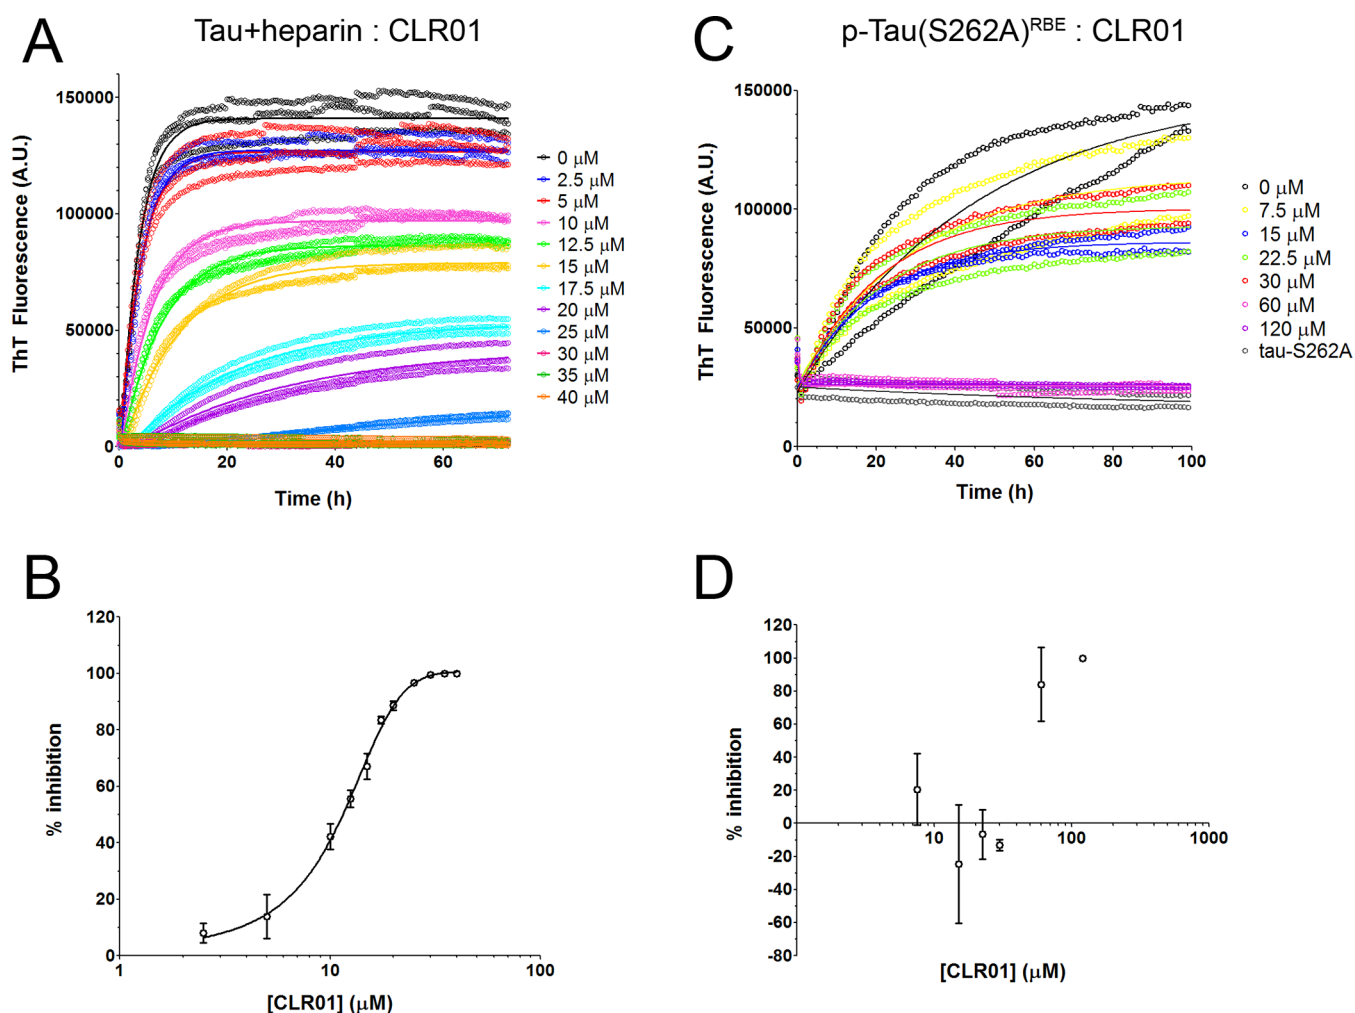 A
Tau+heparin : CLR01
ThT Fluorescence (A.U.)
150000
100000
50000
0
0
20
40
60
Time (h)
0 μM
2.5 μM
5 μM
10 μM
12.5 μM
15 μM
17.5 μM
20 μM
25 μM
30 μM
35 μM
40 μM
C
p-Tau(S262A)RBE : CLR01
ThT Fluorescence (A.U.)
150000
100000
50000
0
0
20
40
60
80
100
Time (h)
0 μM
7.5 μM
15 μM
22.5 μM
30 μM
60 μM
120 μM
tau-S262A
B
% inhibition
120
100
80
60
40
20
0
1
10
100
[CLR01] (μM)
D
% inhibition
120
100
80
60
40
20
0
-20
-40
-60
-80
10
100
1000
[CLR01] (μM)